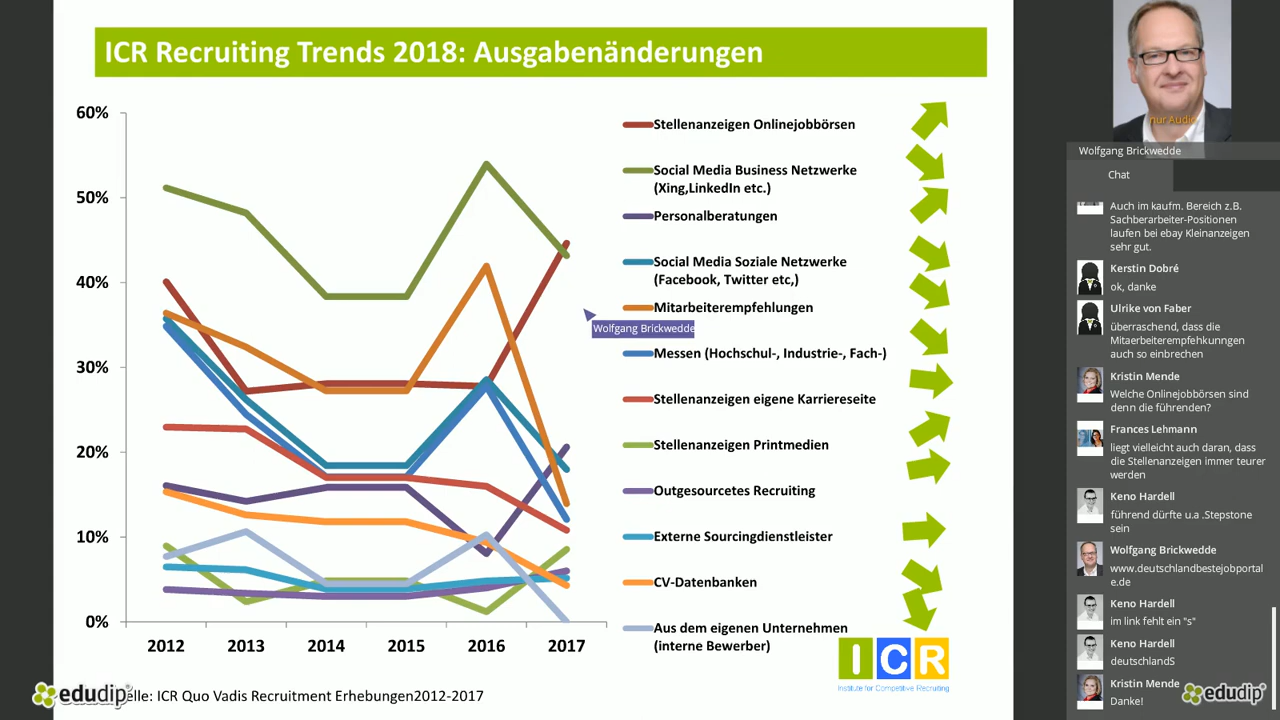 ICR Recruiting Trends 2018: Ausgabenänderungen
60%
50%
40%
30%
20%
10%
0%
2012 2013 2014 2015 2016 2017
Stellenanzeigen Onlinejobbörsen
Social Media Business Netzwerke
(Xing,LinkedIn etc.)
Personalberatungen
Social Media Soziale Netzwerke
(Facebook, Twitter etc,)
Mitarbeiterempfehlungen
Wolfgang Brickwedde
Messen (Hochschul-, Industrie-, Fach-)
Stellenanzeigen eigene Karriereseite
Stellenanzeigen Printmedien
Outgesourcetes Recruiting
Externe Sourcingdienstleister
CV-Datenbanken
Aus dem eigenen Unternehmen
(interne Bewerber)
ICR
Institute for Competitive Recruiting
edudip
elle: ICR Quo Vadis Recruitment Erhebungen2012-2017
nur Audio
Wolfgang Brickwedde
Chat
Auch im kaufm. Bereich z.B.
Sachberarbeiter-Positionen
laufen bei ebay Kleinanzeigen
sehr gut.
Kerstin Dobré
ok, danke
Ulrike von Faber
überraschend, dass die
Mitaerbeiterempfehkunngen
auch so einbrechen
Kristin Mende
Welche Onlinejobbörsen sind
denn die führenden?
Frances Lehmann
liegt vielleicht auch daran, dass
die Stellenanzeigen immer teurer
werden
Keno Hardell
führend dürfte u.a .Stepstone
sein
Wolfgang Brickwedde
www.deutschlandbestejobportal
e.de
Keno Hardell
im link fehlt ein "s"
Keno Hardell
deutschlandS
Kristin Mende
Danke!
edudip